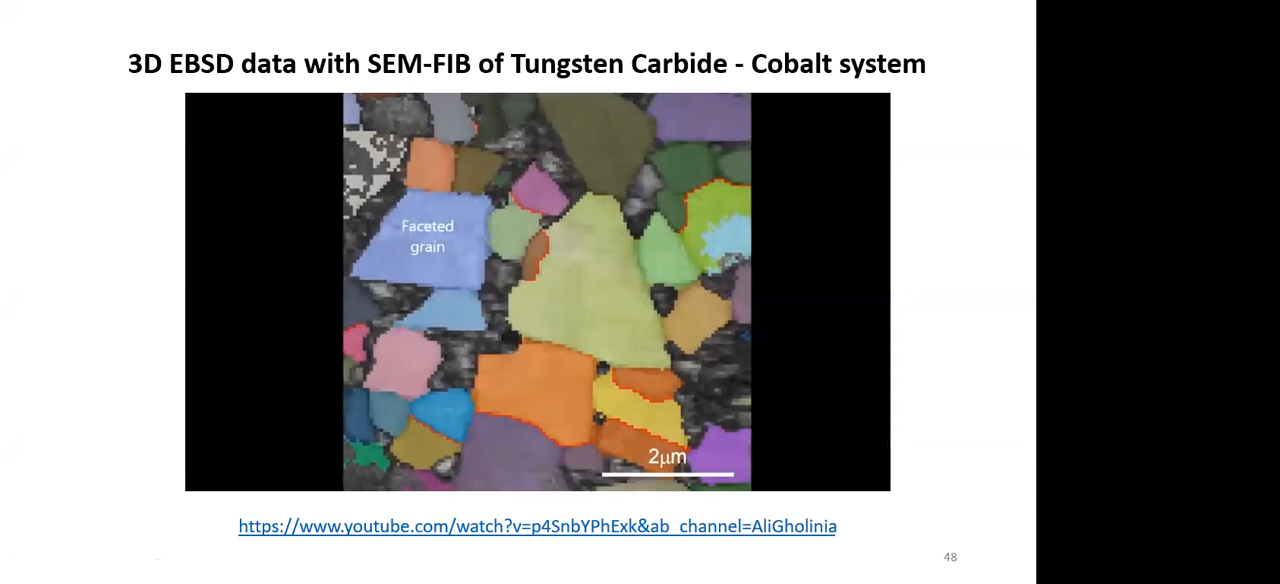 3D EBSD data with SEM-FIB of Tungsten Carbide - Cobalt system
Faceted
grain
2μm
https://www.youtube.com/watch?v=p4SnbYPhExk&ab_channel=AliGholinia
48